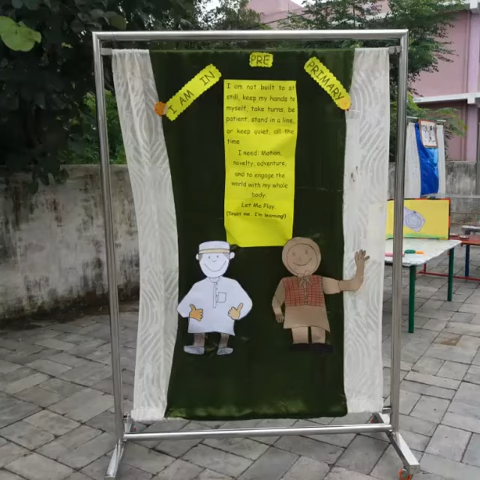 I AM IN
PRE
PRIMARY
I am not built to sit
still, keep my hands to
myself, take turns, be
patient, stand in a line,
or keep quiet, all the
time
I need: Motion,
novelty, adventure,
and to engage the
world with my whole
body.
Let Me Play.
(Trust me. I'm learning!)